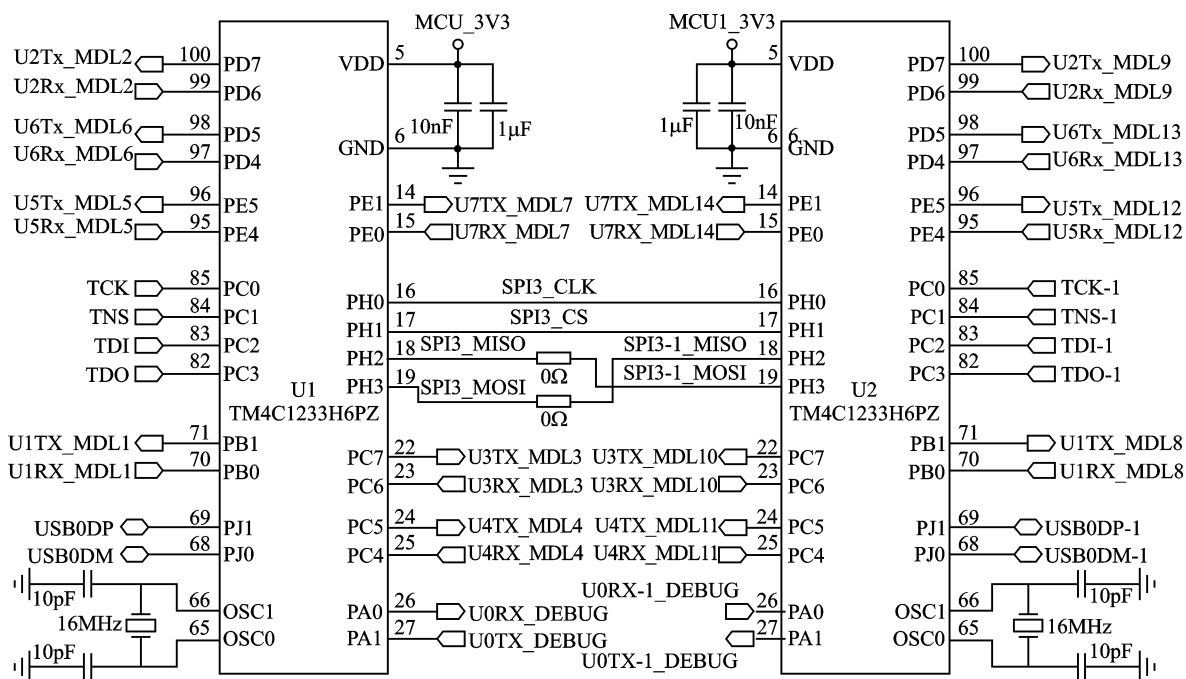 MCU_3V3 MCU1_3V3
U2Tx_MDL2 100 PD7 VDD 5 5 VDD PD7 100 U2Tx_MDL9
U2Rx_MDL2 99 PD6 PD6 99 U2Rx_MDL9
10nF 1μF 1μF 10nF
U6Tx_MDL6 98 PD5 PD5 98 U6Tx_MDL13
U6Rx_MDL6 97 PD4 GND 6 6 6 GND PD4 97 U6Rx_MDL13
U5Tx_MDL5 96 PE5 PE1 14 U7TX_MDL7 U7TX_MDL14 14 PE1 PE5 96 U5Tx_MDL12
U5Rx_MDL5 95 PE4 PE0 15 U7RX_MDL7 U7RX_MDL14 15 PE0 PE4 95 U5Rx_MDL12
TCK 85 PC0 PH0 16 SPI3_CLK 16 PH0 PC0 85 TCK-1
TNS 84 PC1 PH1 17 SPI3_CS 17 PH1 PC1 84 TNS-1
TDI 83 PC2 PH2 18 SPI3_MISO 0Ω SPI3-1_MISO 18 PH2 PC2 83 TDI-1
TDO 82 PC3 PH3 19 SPI3_MOSI 0Ω SPI3-1_MOSI 19 PH3 PC3 82 TDO-1
U1 U2
TM4C1233H6PZ TM4C1233H6PZ
U1TX_MDL1 71 PB1 PC7 22 U3TX_MDL3 U3TX_MDL10 22 PC7 PB1 71 U1TX_MDL8
U1RX_MDL1 70 PB0 PC6 23 U3RX_MDL3 U3RX_MDL10 23 PC6 PB0 70 U1RX_MDL8
USB0DP 69 PJ1 PC5 24 U4TX_MDL4 U4TX_MDL11 24 PC5 PJ1 69 USB0DP-1
USB0DM 68 PJ0 PC4 25 U4RX_MDL4 U4RX_MDL11 25 PC4 PJ0 68 USB0DM-1
10pF U0RX-1_DEBUG 10pF
66 OSC1 PA0 26 U0RX_DEBUG 26 PA0 OSC1 66
16MHz 65 OSC0 PA1 27 U0TX_DEBUG 27 PA1 OSC0 65 16MHz
10pF U0TX-1_DEBUG 10pF